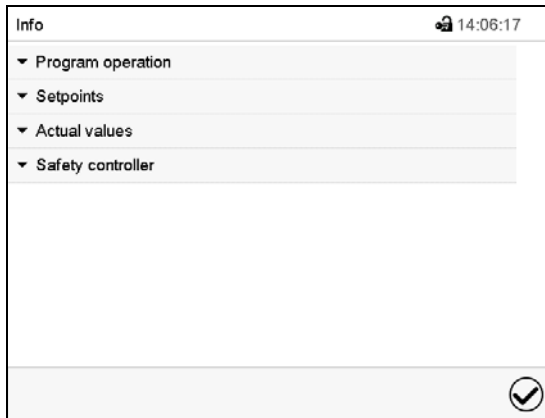 Info 14:06:17
Program operation
Setpoints
Actual values
Safety controller